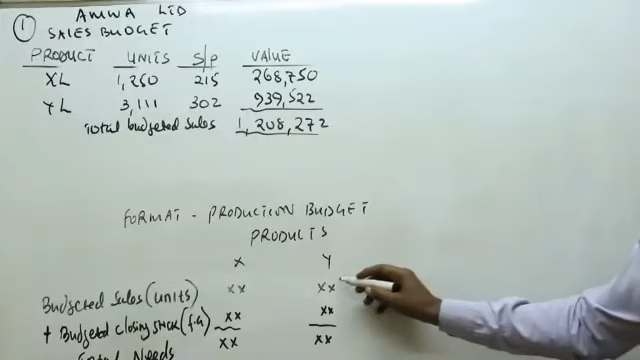 ① AMWA LTD
SALES BUDGET
PRODUCT UNITS S/P VALUE
XL 1,250 215 268,750
YL 3,111 302 939,522
Total budgeted sales 1,208,272
FORMAT - PRODUCTION BUDGET
PRODUCTS
X Y
Budgeted Sales (units) xx xx
+ Budgeted closing stock (f.g) xx xx
Total Needs xx xx